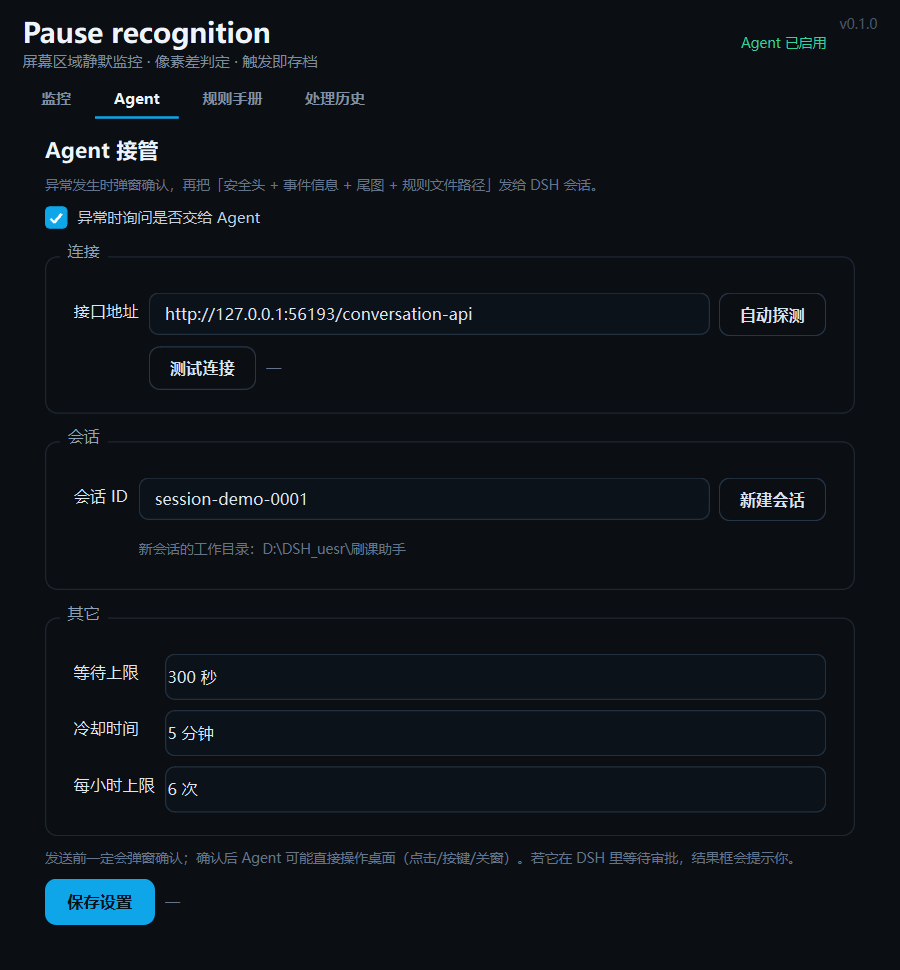 Pause recognition
v0.1.0
Agent 已启用
屏幕区域静默监控 · 像素差判定 · 触发即存档
监控 Agent 规则手册 处理历史
Agent 接管
异常发生时弹窗确认，再把「安全头 + 事件信息 + 尾图 + 规则文件路径」发给 DSH 会话。
异常时询问是否交给 Agent
连接
接口地址 http://127.0.0.1:56193/conversation-api 自动探测
测试连接 —
会话
会话 ID session-demo-0001 新建会话
新会话的工作目录：D:\DSH_uesr\刷课助手
其它
等待上限 300 秒
冷却时间 5 分钟
每小时上限 6 次
发送前一定会弹窗确认；确认后 Agent 可能直接操作桌面（点击/按键/关窗）。若它在 DSH 里等待审批，结果框会提示你。
保存设置 —